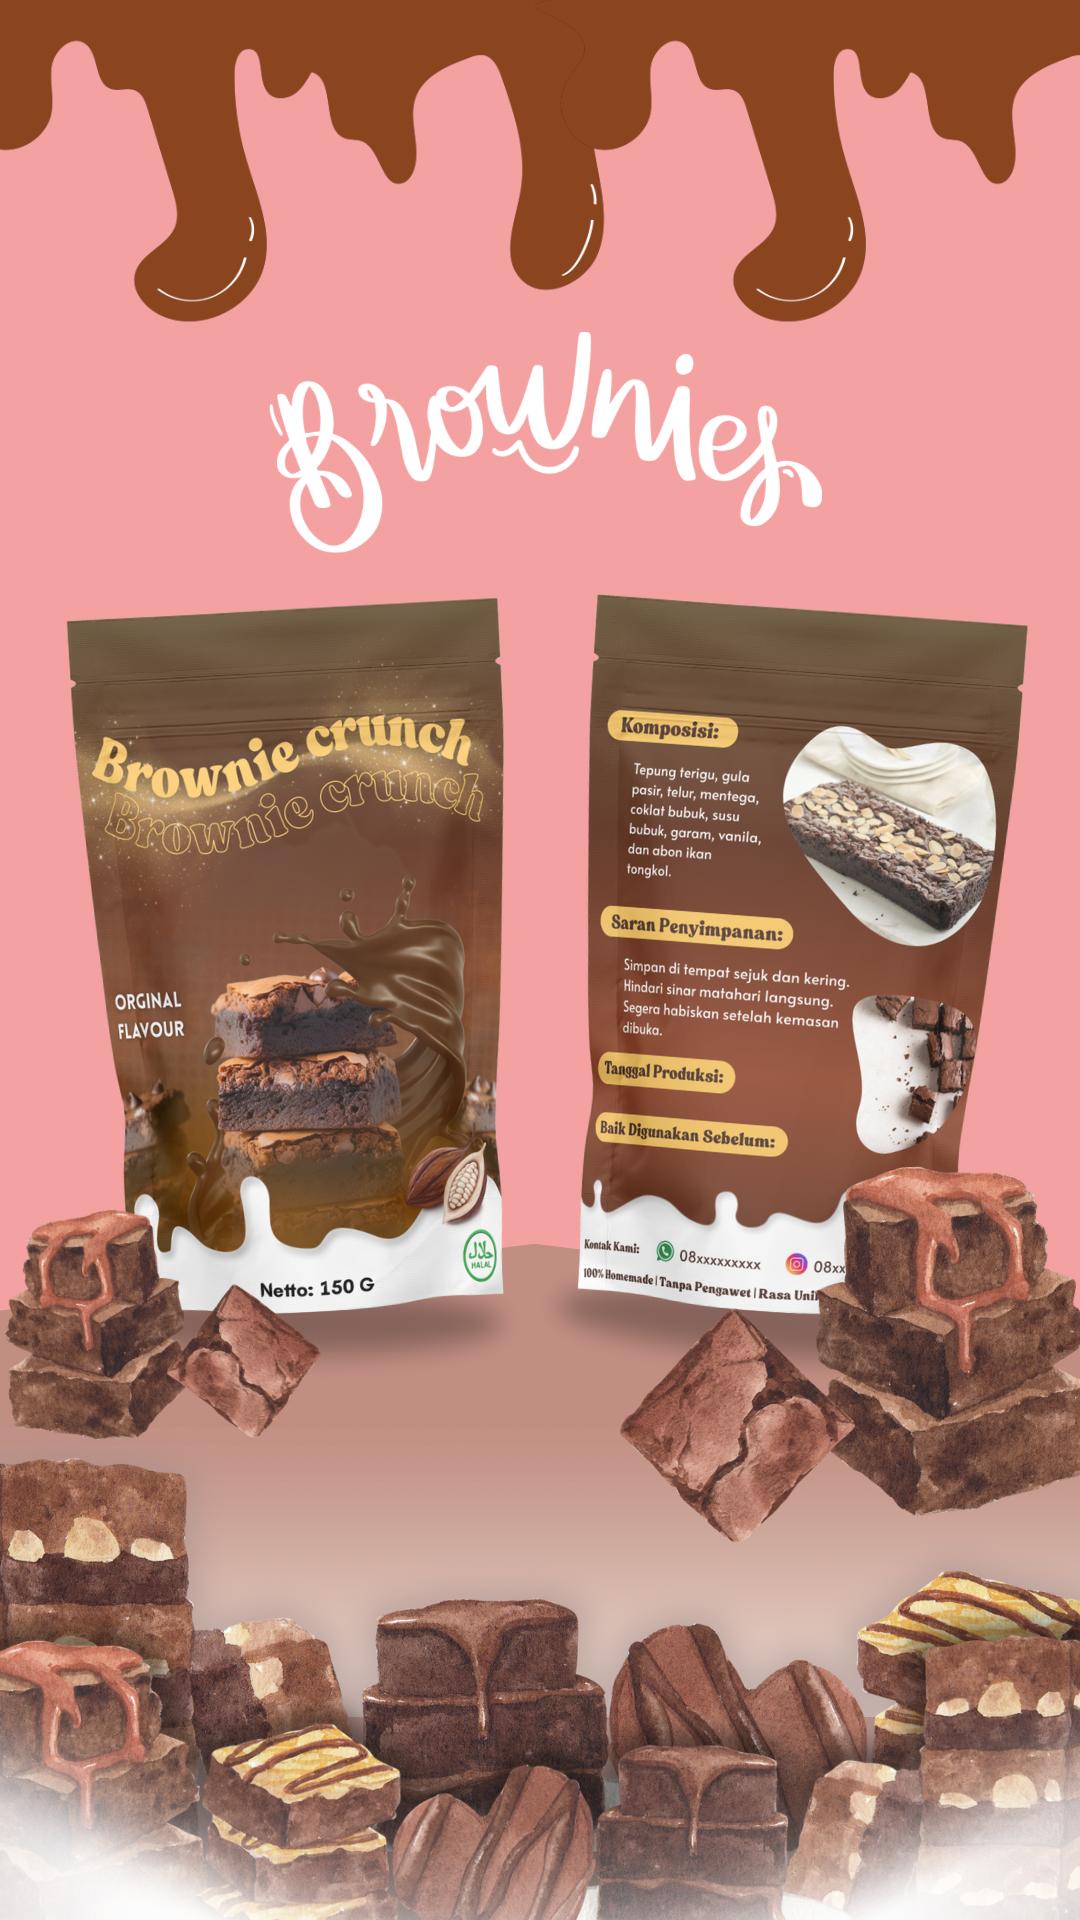 Brownies
Brownie crunch
Brownie crunch
ORGINAL
FLAVOUR
حلال
HALAL
Netto: 150 G
Komposisi:
Tepung terigu, gula
pasir, telur, mentega,
coklat bubuk, susu
bubuk, garam, vanila,
dan abon ikan
tongkol.
Saran Penyimpanan:
Simpan di tempat sejuk dan kering.
Hindari sinar matahari langsung.
Segera habiskan setelah kemasan
dibuka.
Tanggal Produksi:
Baik Digunakan Sebelum:
Kontak Kami: 08xxxxxxxxx 08xx
100% Homemade | Tanpa Pengawet | Rasa